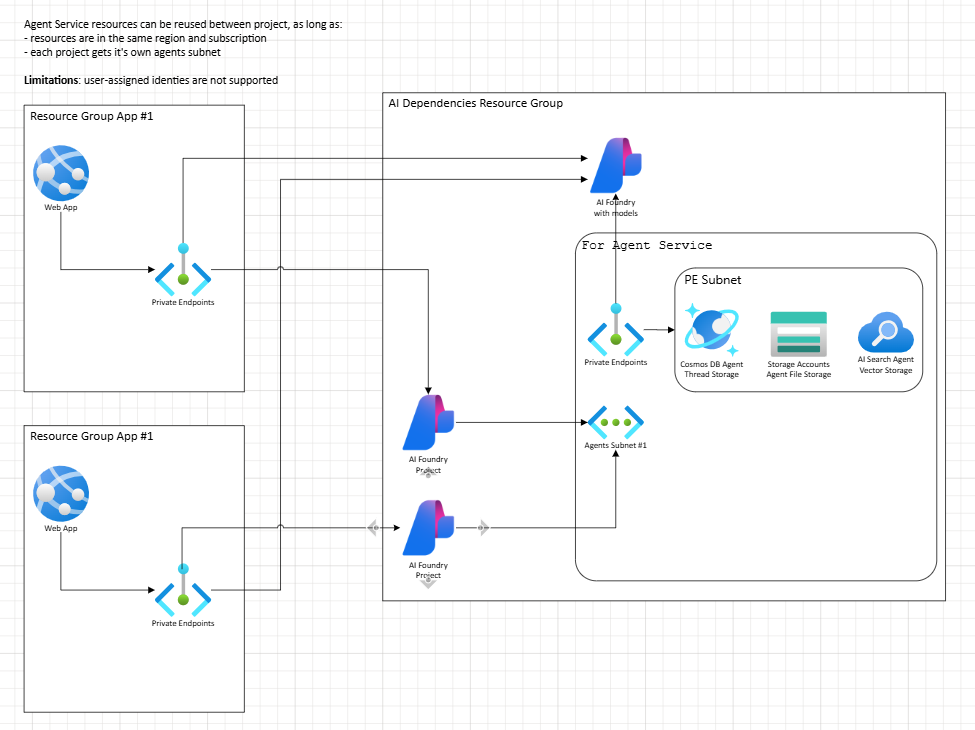 Agent Service resources can be reused between project, as long as:
- resources are in the same region and subscription
- each project gets it's own agents subnet
Limitations: user-assigned identies are not supported
Resource Group App #1
Web App
Private Endpoints
AI Dependencies Resource Group
AI Foundry
with models
For Agent Service
PE Subnet
Private Endpoints
Cosmos DB Agent
Thread Storage
Storage Accounts
Agent File Storage
AI Search Agent
Vector Storage
AI Foundry
Project
Agents Subnet #1
Resource Group App #1
Web App
Private Endpoints
AI Foundry
Project